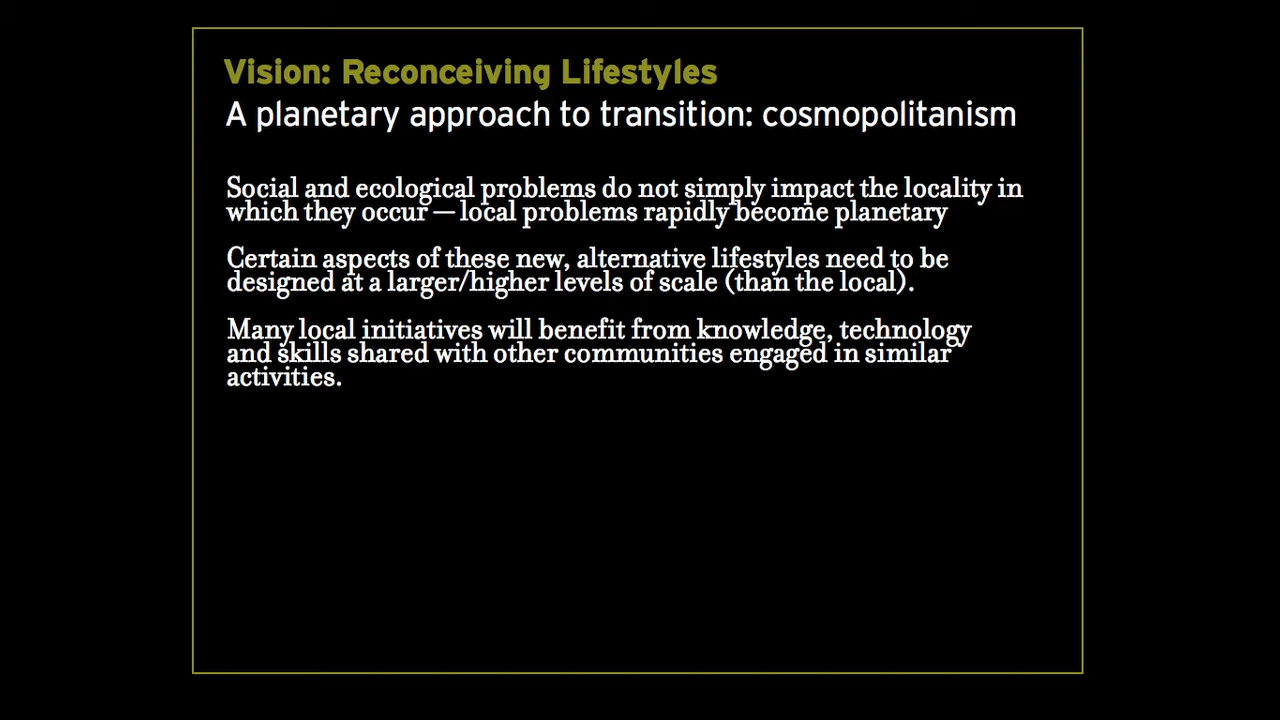 Vision: Reconceiving Lifestyles
A planetary approach to transition: cosmopolitanism
Social and ecological problems do not simply impact the locality in
which they occur — local problems rapidly become planetary
Certain aspects of these new, alternative lifestyles need to be
designed at a larger/higher levels of scale (than the local).
Many local initiatives will benefit from knowledge, technology
and skills shared with other communities engaged in similar
activities.